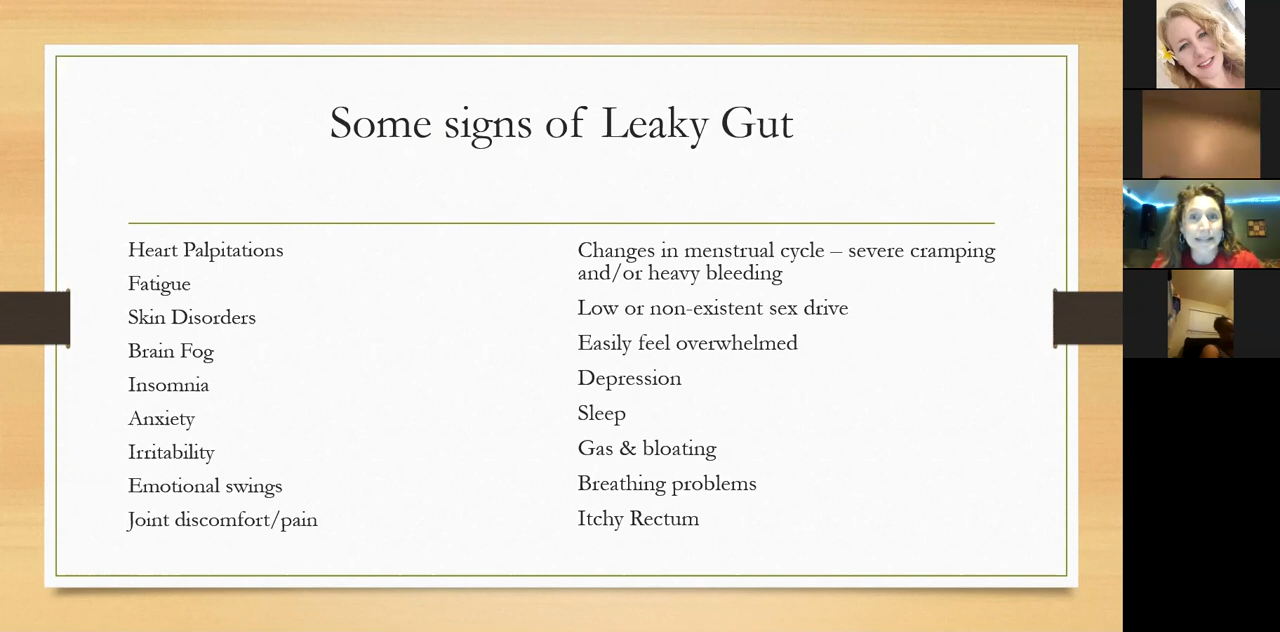 Some signs of Leaky Gut
Heart Palpitations
Fatigue
Skin Disorders
Brain Fog
Insomnia
Anxiety
Irritability
Emotional swings
Joint discomfort/pain
Changes in menstrual cycle – severe cramping
and/or heavy bleeding
Low or non-existent sex drive
Easily feel overwhelmed
Depression
Sleep
Gas & bloating
Breathing problems
Itchy Rectum